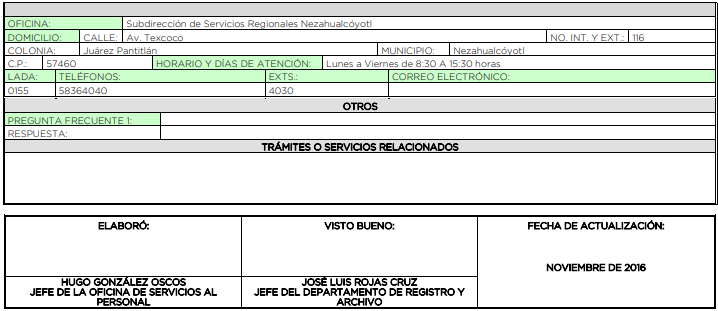 OFICINA: Subdirección de Servicios Regionales Nezahualcóyotl
DOMICILIO: CALLE: Av. Texcoco NO. INT. Y EXT.: 116
COLONIA: Juárez Pantitlán MUNICIPIO: Nezahualcóyotl
C.P.: 57460 HORARIO Y DÍAS DE ATENCIÓN: Lunes a Viernes de 8:30 A 15:30 horas
LADA: TELÉFONOS: EXTS.: CORREO ELECTRÓNICO:
0155 58364040 4030
OTROS
PREGUNTA FRECUENTE 1:
RESPUESTA:
TRÁMITES O SERVICIOS RELACIONADOS
ELABORÓ: VISTO BUENO: FECHA DE ACTUALIZACIÓN:
NOVIEMBRE DE 2016
HUGO GONZÁLEZ OSCOS JOSÉ LUIS ROJAS CRUZ
JEFE DE LA OFICINA DE SERVICIOS AL JEFE DEL DEPARTAMENTO DE REGISTRO Y
PERSONAL ARCHIVO